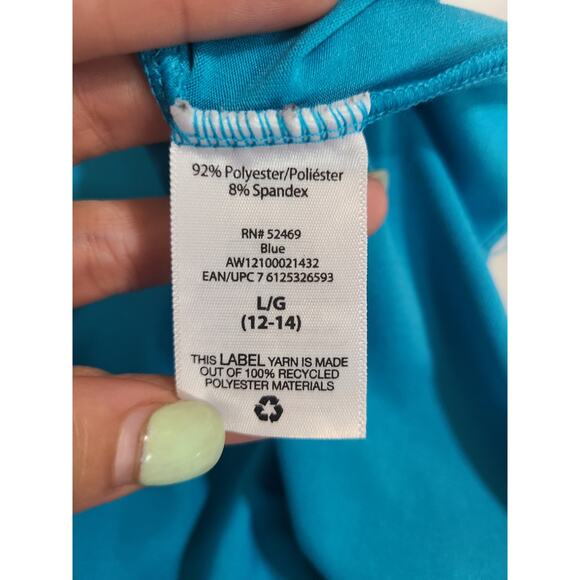 92% Polyester/Poliéster
8% Spandex
RN# 52469
Blue
AW12100021432
EAN/UPC 7 6125326593
L/G
(12-14)
THIS LABEL YARN IS MADE
OUT OF 100% RECYCLED
POLYESTER MATERIALS